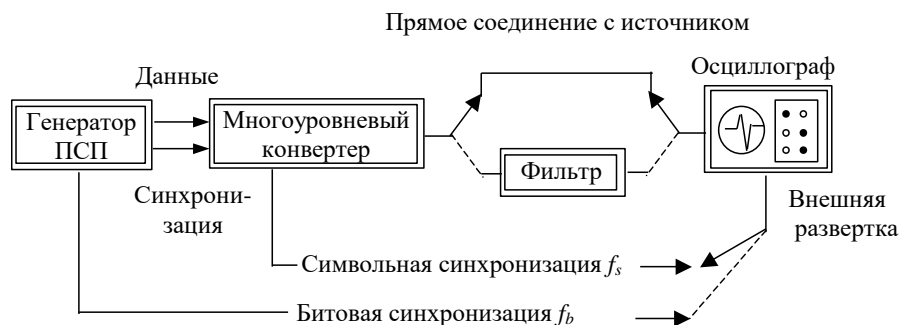 Прямое соединение с источником
Данные
Осциллограф
Генератор
ПСП
Многоуровневый
конвертер
Фильтр
Синхрони-
зация
Внешняя
развертка
Символьная синхронизация fs
Битовая синхронизация fb